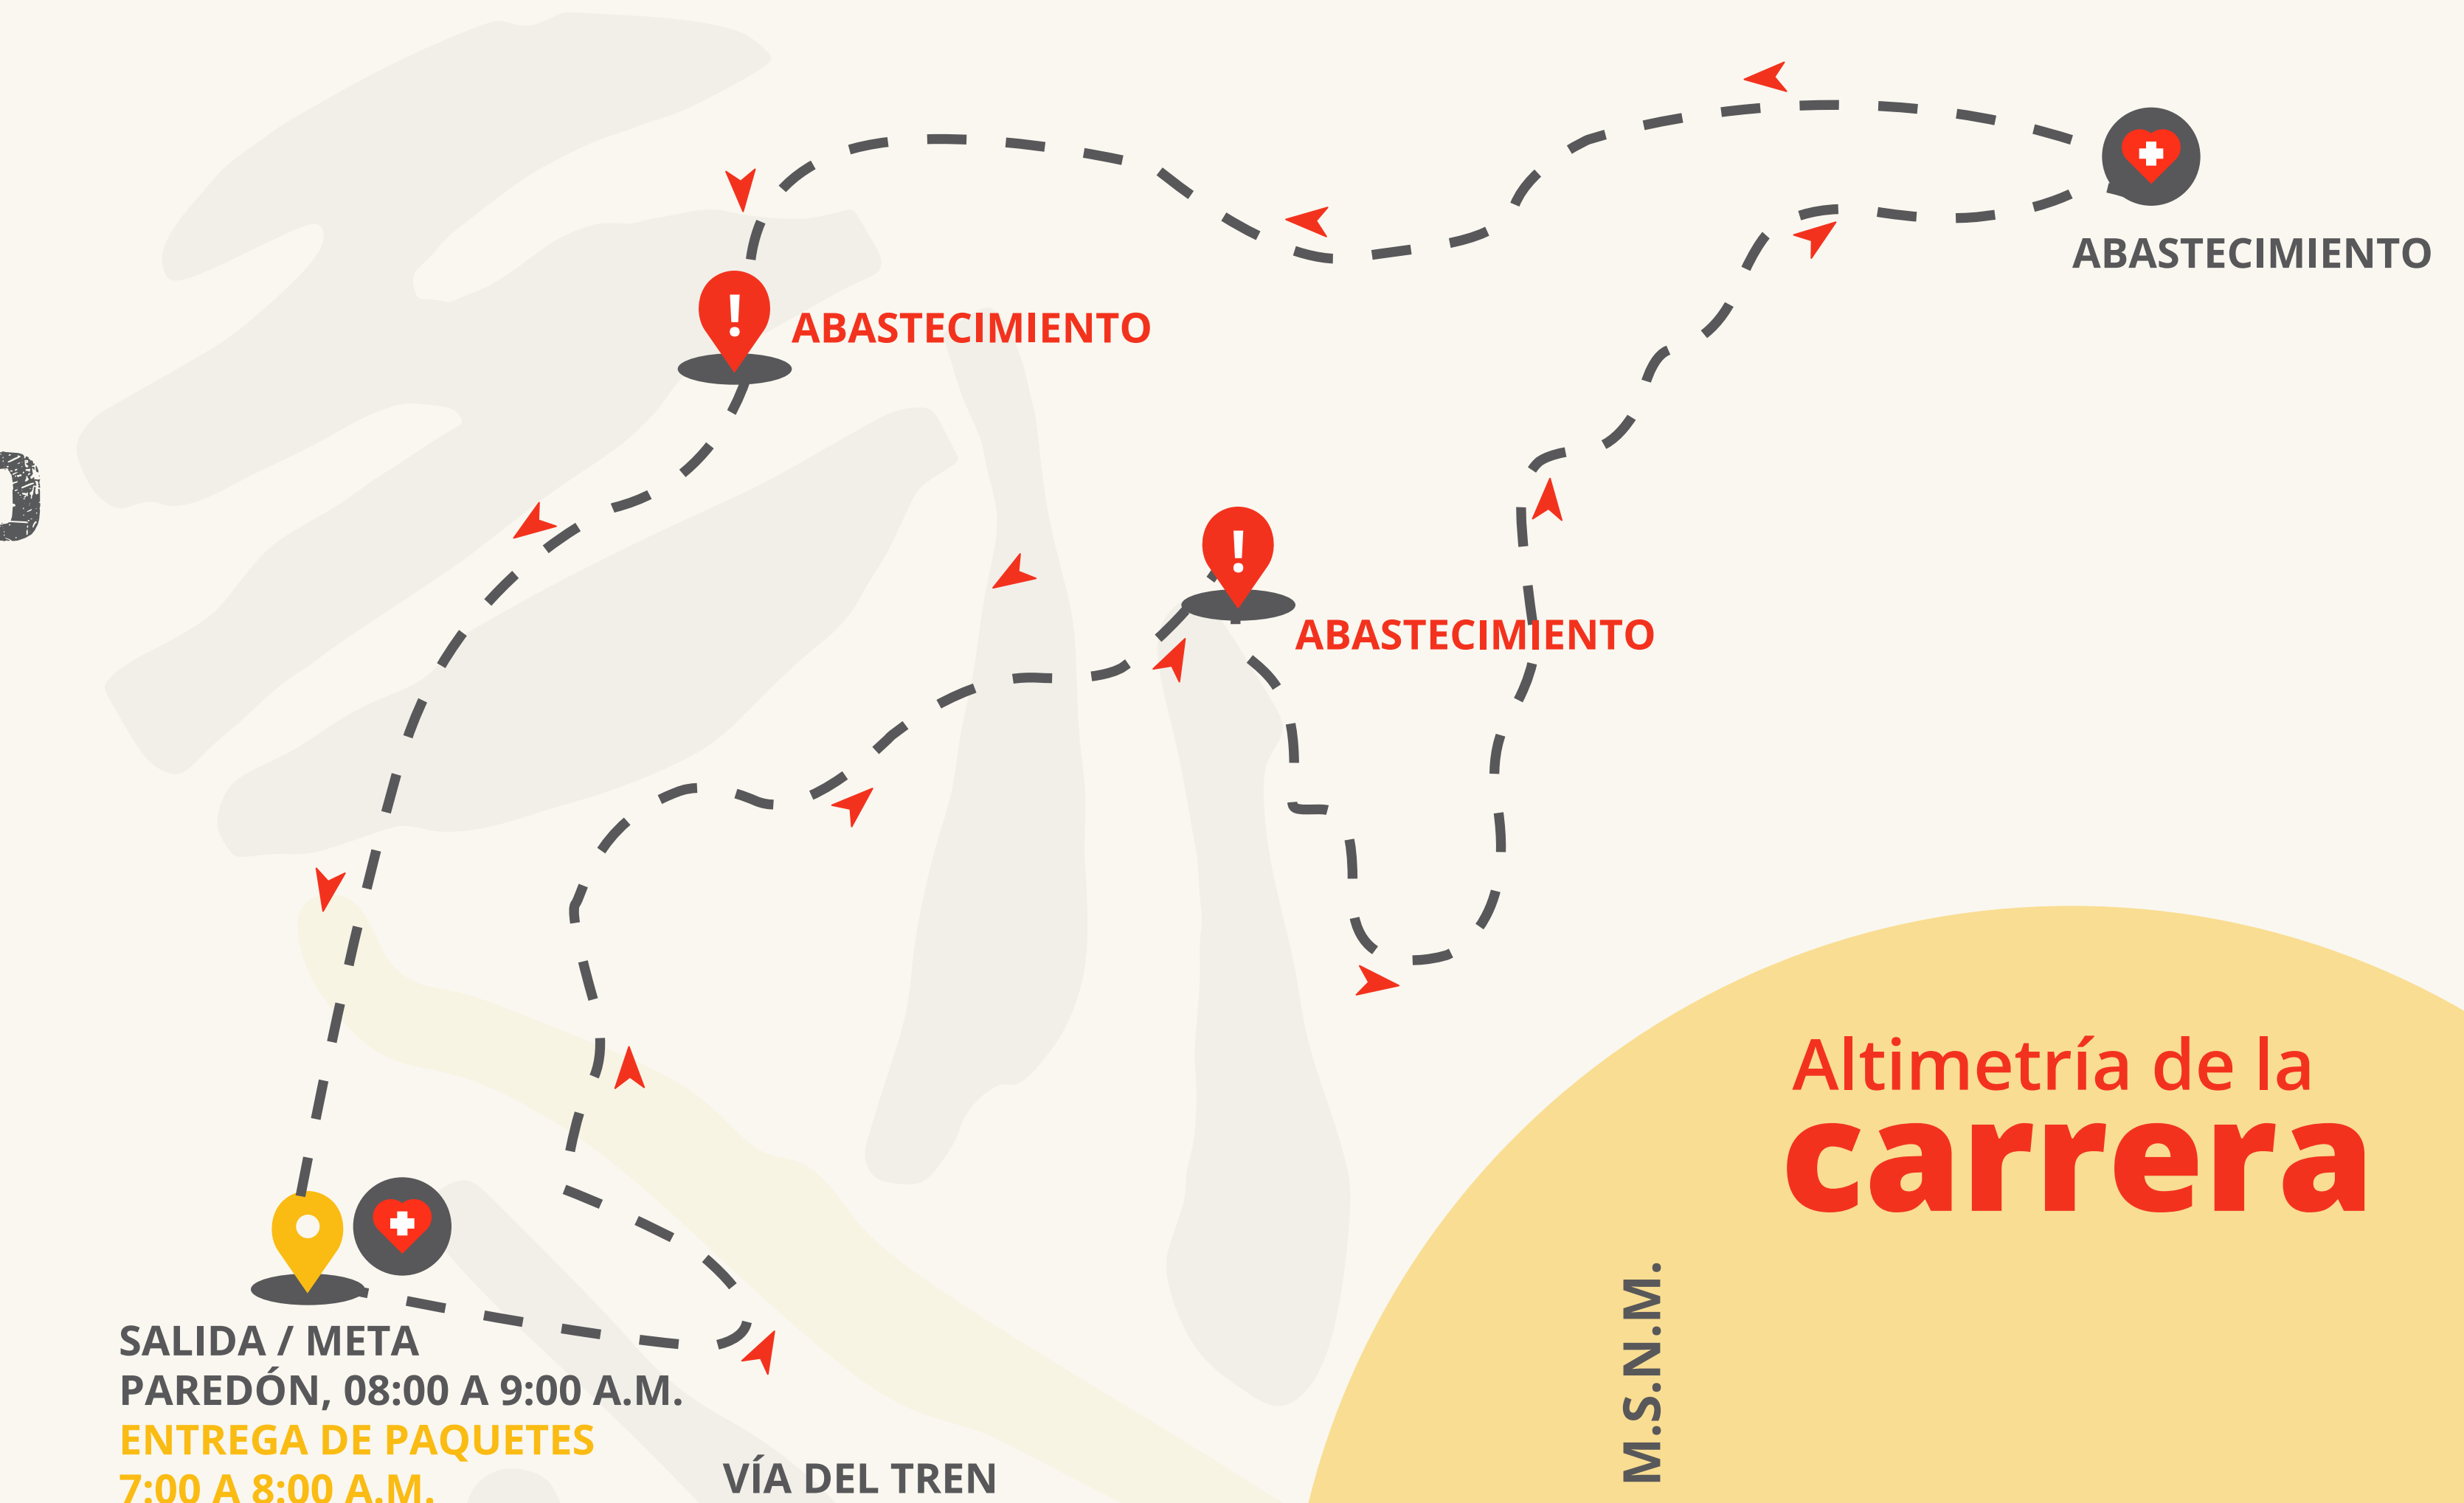 ABASTECIMIENTO
ABASTECIMIENTO
ABASTECIMIENTO
SALIDA / META
PAREDÓN, 08:00 A 9:00 A.M.
ENTREGA DE PAQUETES
7:00 A 8:00 A.M.
VÍA DEL TREN
Altimetría de la
carrera
M.S.N.M.